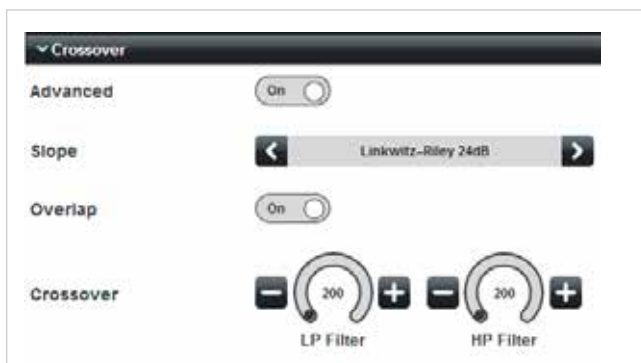 Crossover
Advanced On
Slope Linkwitz-Riley 24dB
Overlap On
Crossover 200 200
LP Filter HP Filter